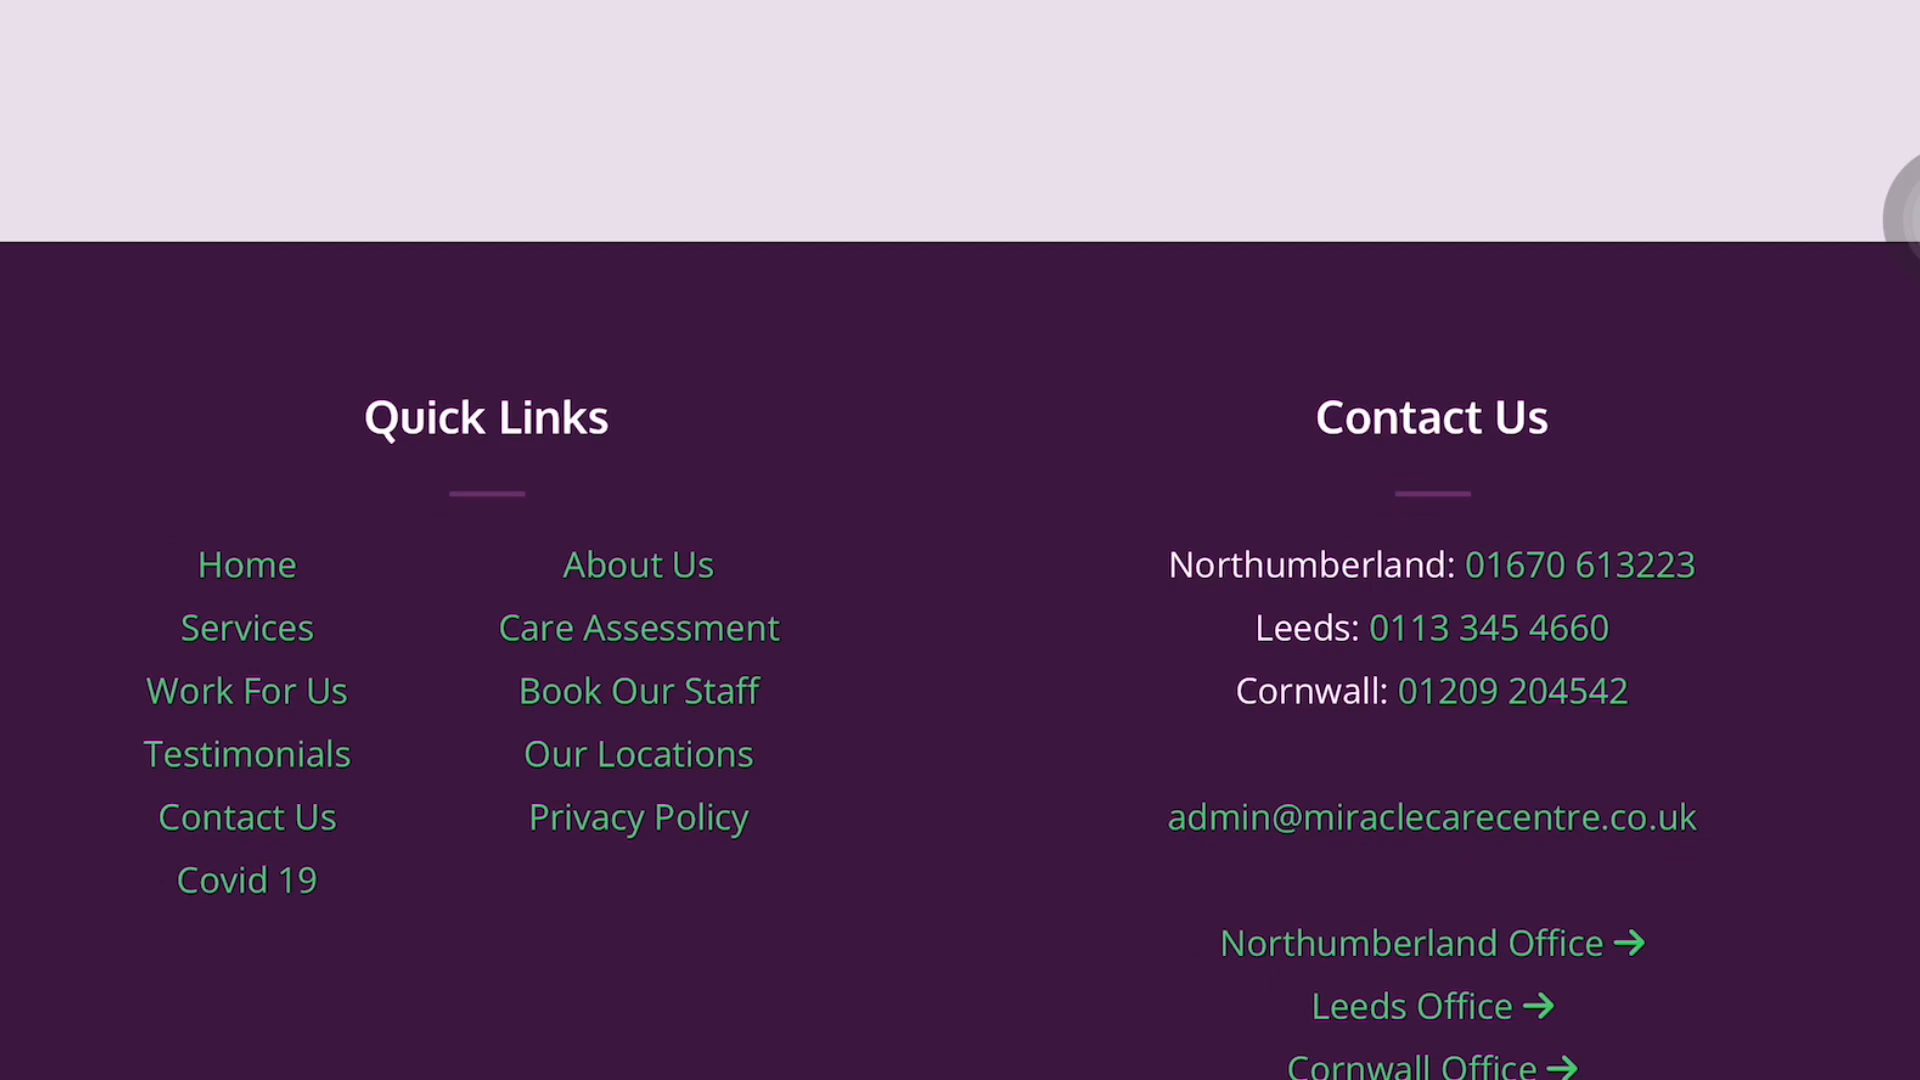 Quick Links
Home
Services
Work For Us
Testimonials
Contact Us
Covid 19
About Us
Care Assessment
Book Our Staff
Our Locations
Privacy Policy
Contact Us
Northumberland: 01670 613223
Leeds: 0113 345 4660
Cornwall: 01209 204542
admin@miraclecarecentre.co.uk
Northumberland Office →
Leeds Office →
Cornwall Office →